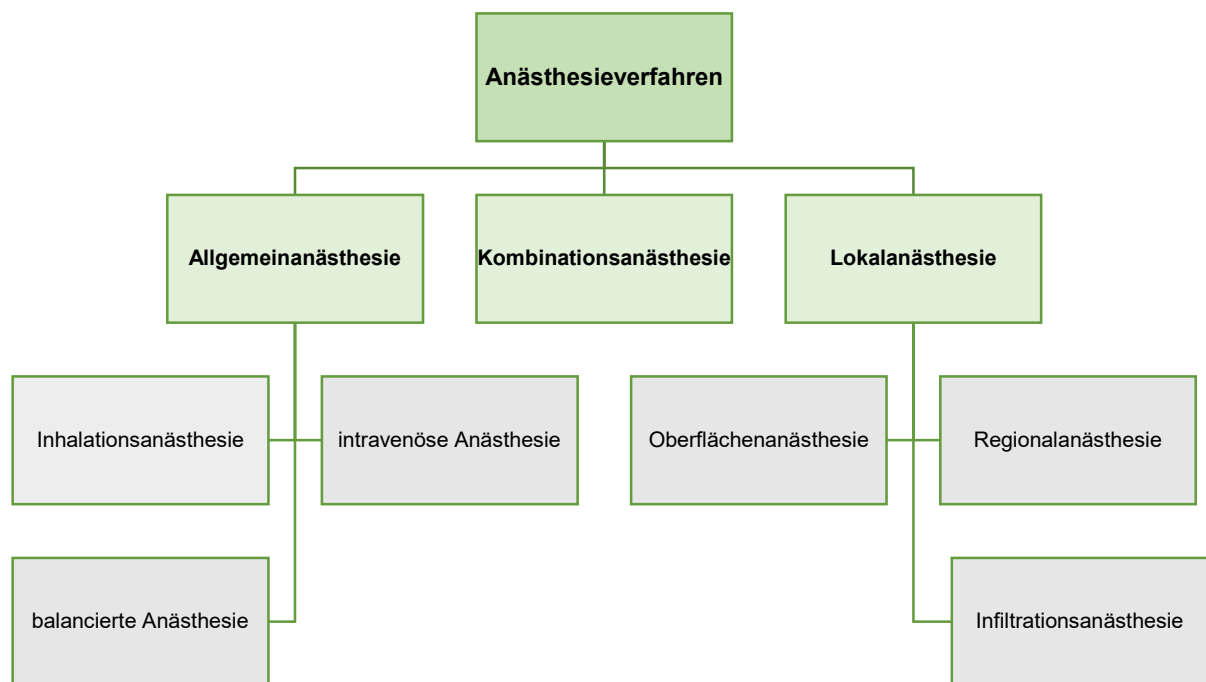 Anästhesieverfahren
Allgemeinanästhesie
Kombinationsanästhesie
Lokalanästhesie
Inhalationsanästhesie
intravenöse Anästhesie
Oberflächenanästhesie
Regionalanästhesie
balancierte Anästhesie
Infiltrationsanästhesie